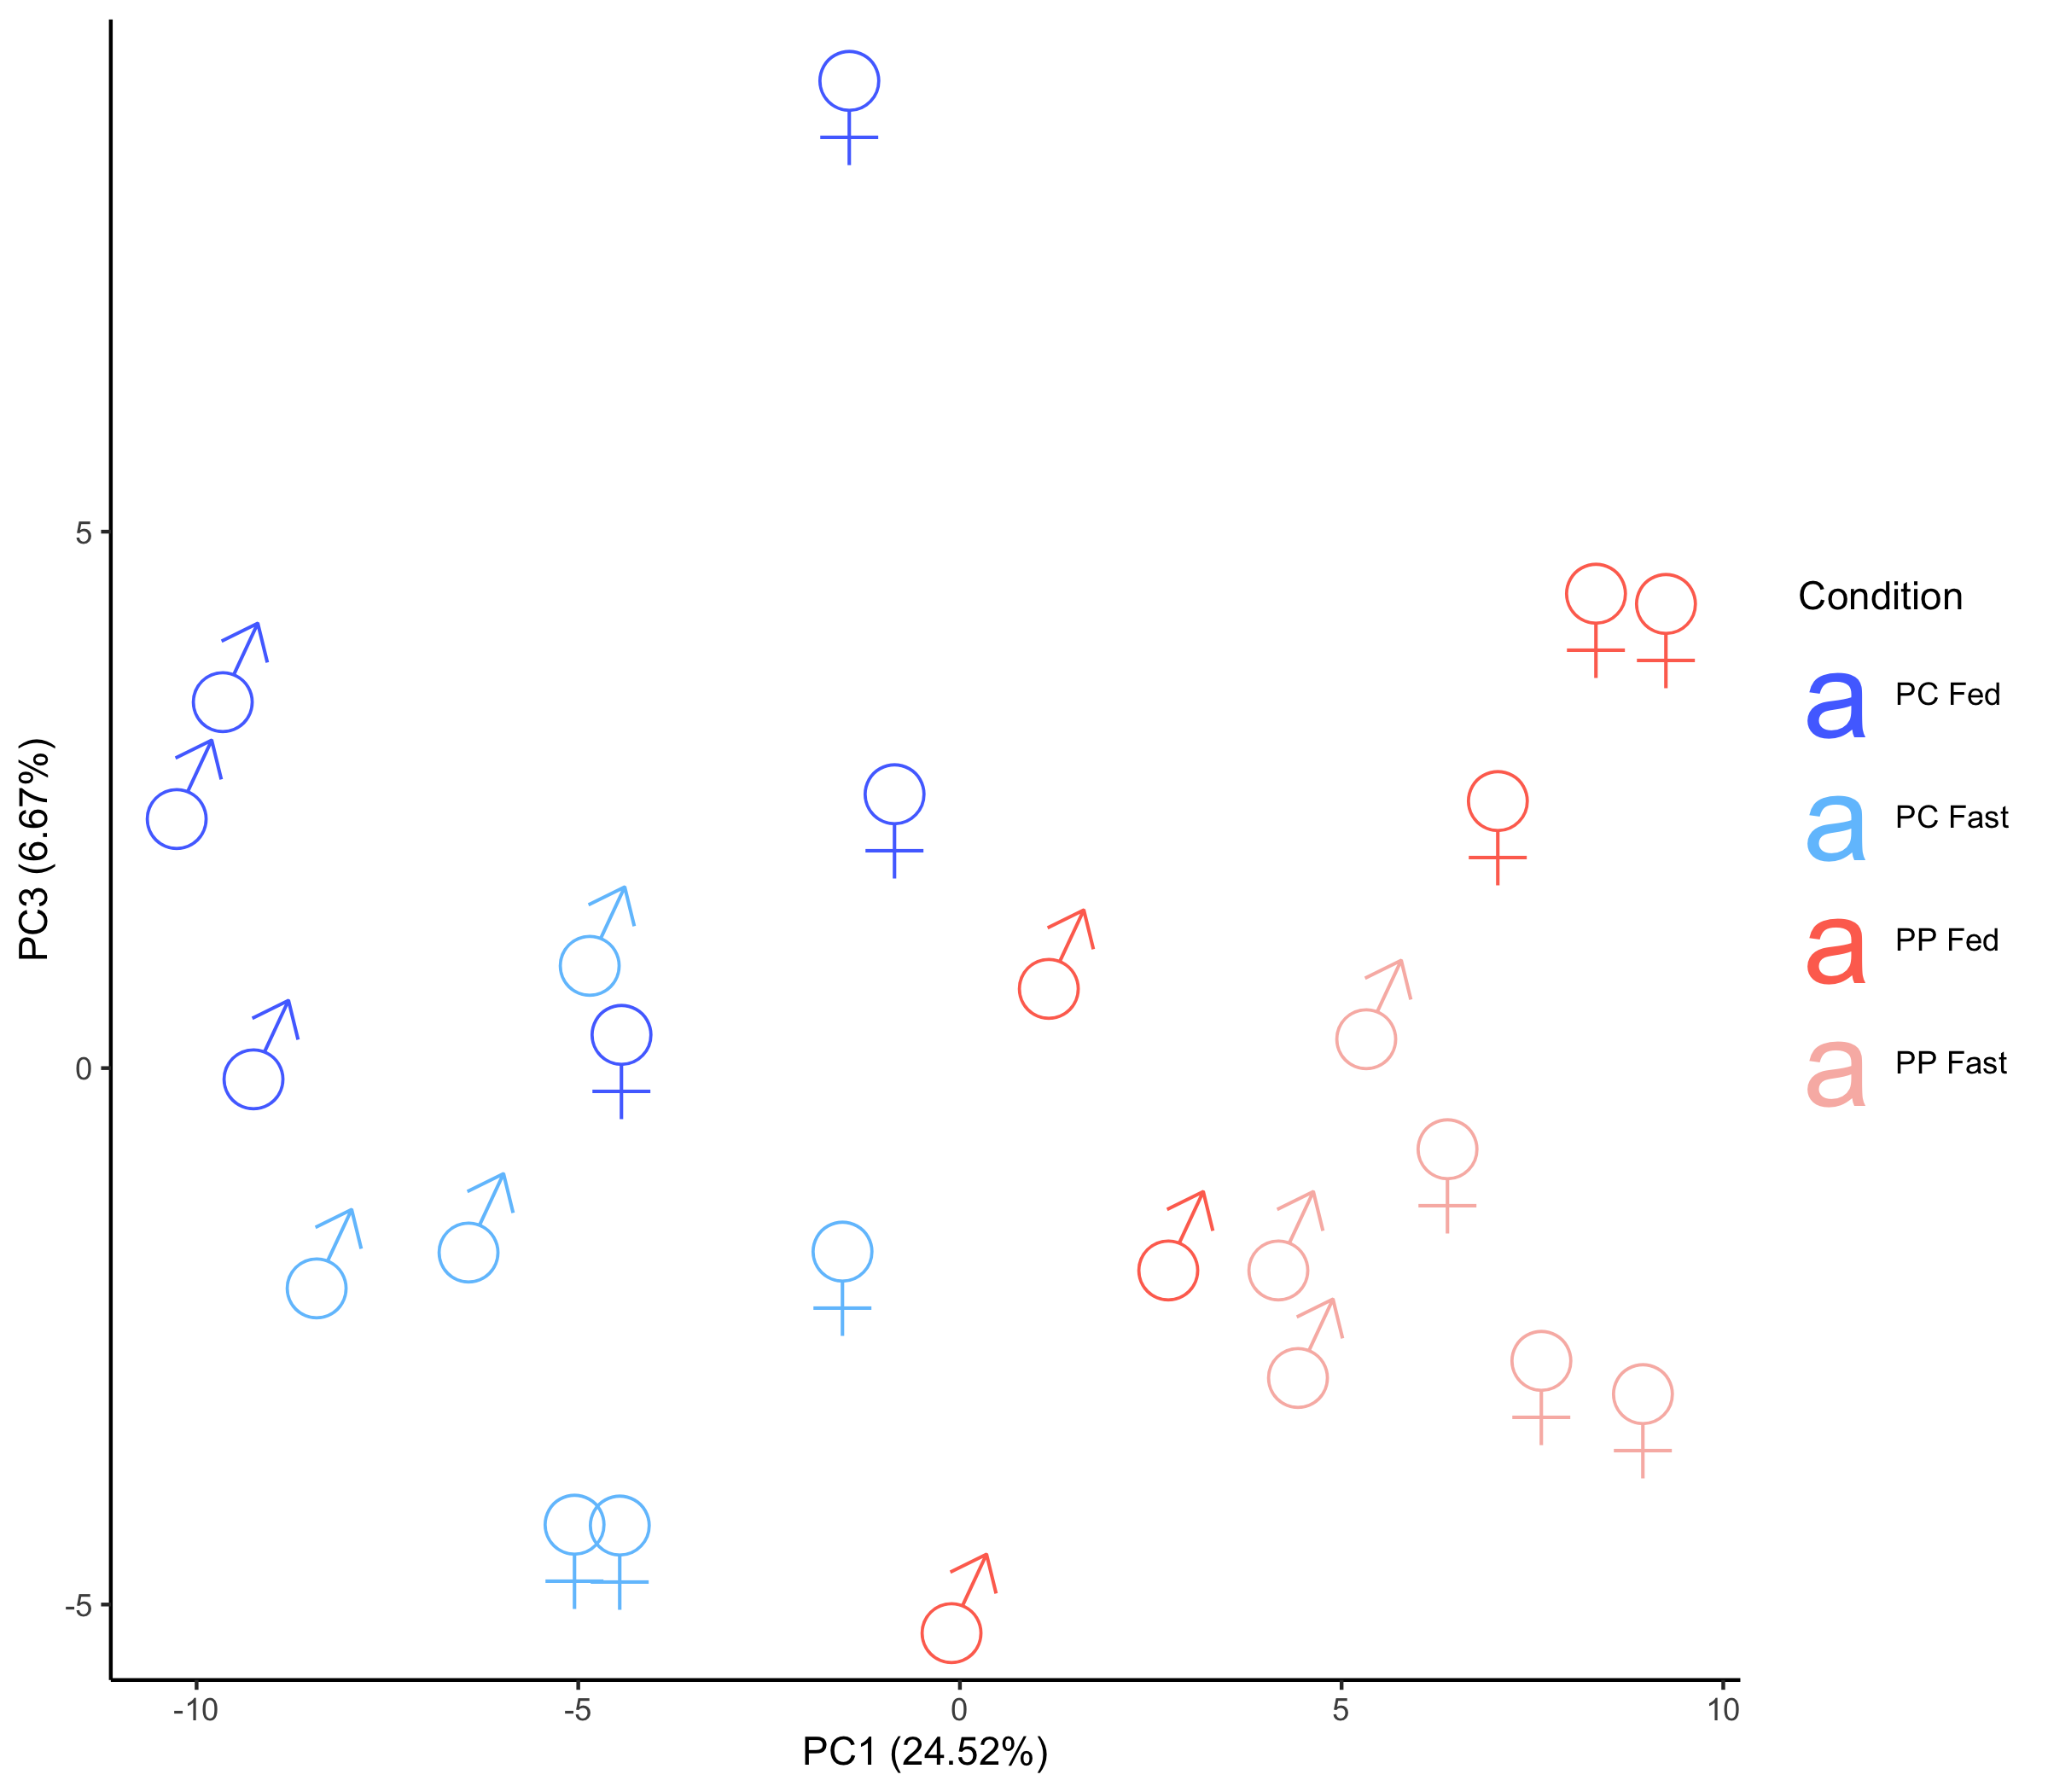 5
0
-5
PC3 (6.67%)
-10
-5
0
5
10
PC1 (24.52%)
Condition
a PC Fed
a PC Fast
a PP Fed
a PP Fast